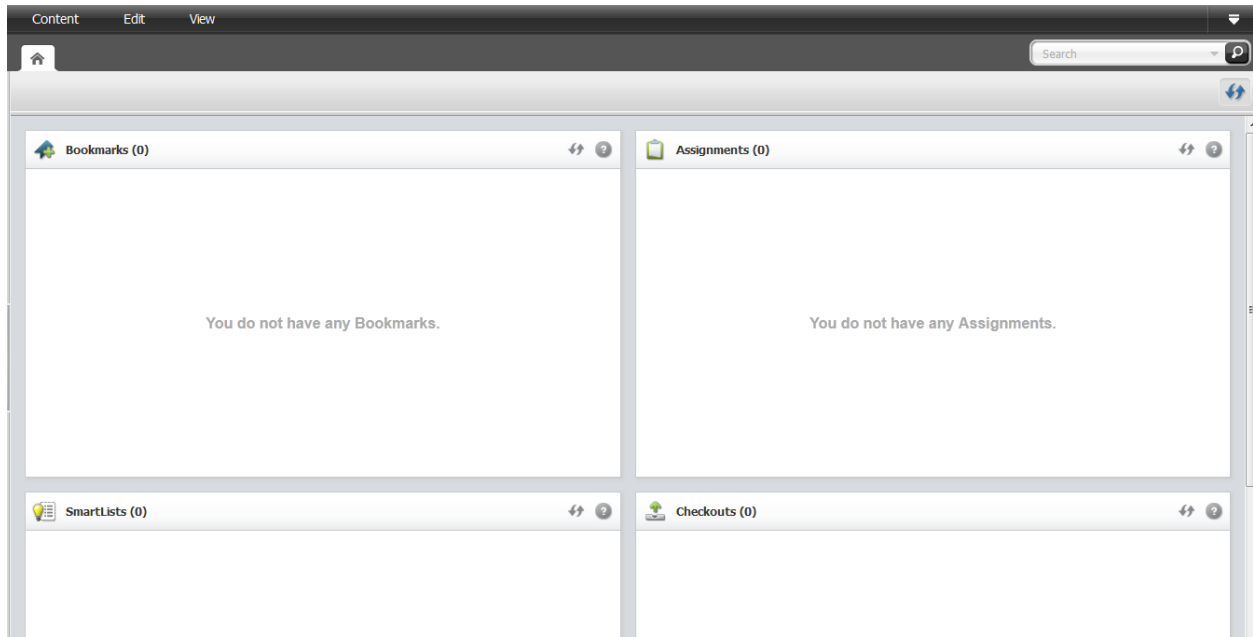 Content Edit View
Search
Bookmarks (0)
Assignments (0)
You do not have any Bookmarks.
You do not have any Assignments.
SmartLists (0)
Checkouts (0)